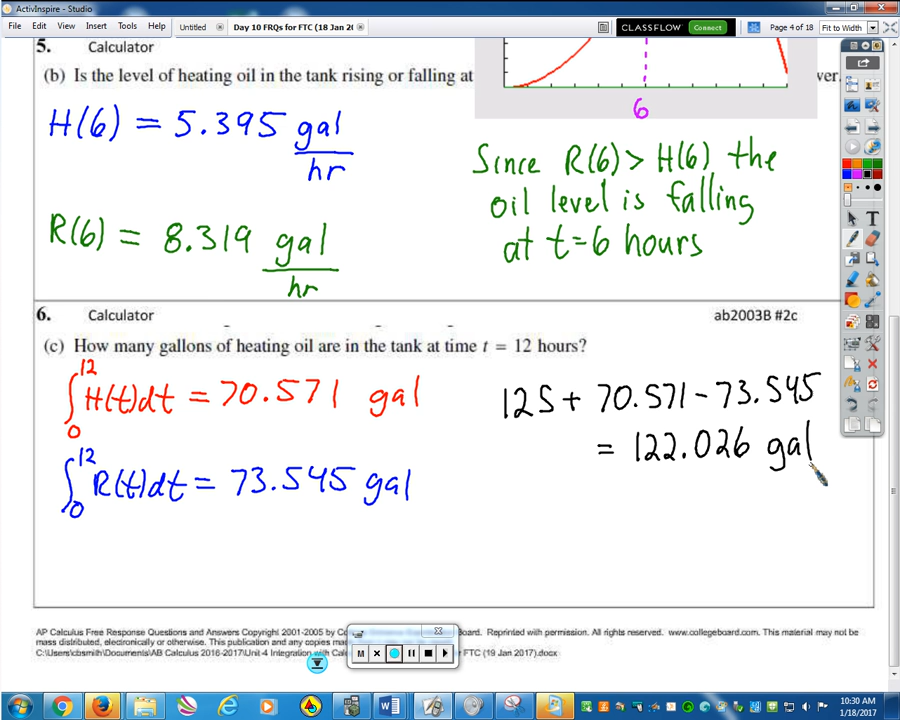 ActivInspire - Studio
File Edit View Insert Tools Help
Untitled
Day 10 FRQs for FTC (18 Jan 20
CLASSFLOW Connect
Page 4 of 18
Fit to Width
5. Calculator
(b) Is the level of heating oil in the tank rising or falling at
ver.
6
H(6) = 5.395 gal/hr
R(6) = 8.319 gal/hr
Since R(6) > H(6) the
oil level is falling
at t=6 hours
6. Calculator
ab2003B #2c
(c) How many gallons of heating oil are in the tank at time t = 12 hours?
∫₀¹² H(t)dt = 70.571 gal
∫₀¹² R(t)dt = 73.545 gal
125 + 70.571 - 73.545
= 122.026 gal
AP Calculus Free Response Questions and Answers Copyright 2001-2005 by Co
Board. Reprinted with permission. All rights reserved. www.collegeboard.com. This material may not be
mass distributed, electronically or otherwise. This publication and any copies made
C:\Users\cbsmith\Documents\AB Calculus 2016-2017\Unit-4 Integration with Calc
FTC (19 Jan 2017).docx
M
10:30 AM
1/18/2017